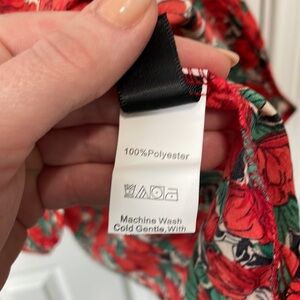 100%Polyester
Machine Wash
Cold Gentle,With